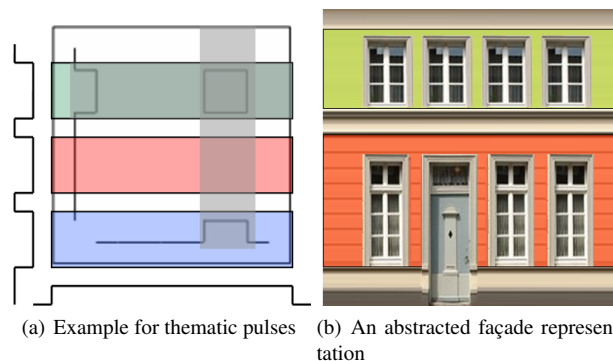 (a) Example for thematic pulses
(b) An abstracted façade represen
tation